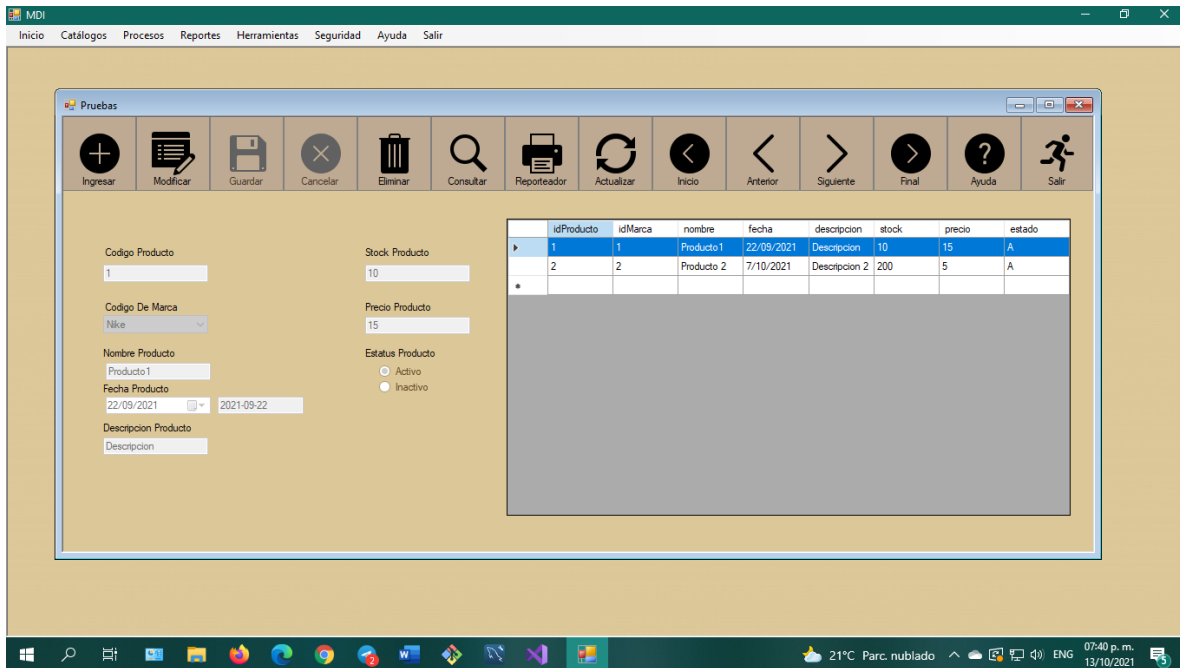 MDI
Inicio Catálogos Procesos Reportes Herramientas Seguridad Ayuda Salir
Pruebas
Ingresar Modificar Guardar Cancelar Eliminar Consultar Reporteador Actualizar Inicio Anterior Siguiente Final Ayuda Salir
Codigo Producto
1
Codigo De Marca
Nike
Nombre Producto
Producto1
Fecha Producto
22/09/2021 2021-09-22
Descripcion Producto
Descripcion
Stock Producto
10
Precio Producto
15
Estatus Producto
Activo
Inactivo
idProducto idMarca nombre fecha descripcion stock precio estado
1 1 Producto1 22/09/2021 Descripcion 10 15 A
2 2 Producto 2 7/10/2021 Descripcion 2 200 5 A
21°C Parc. nublado ENG 07:40 p. m.
13/10/2021